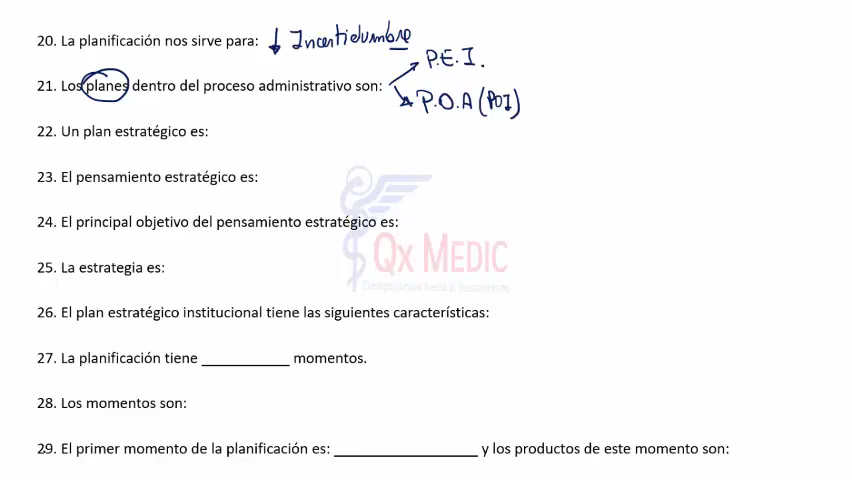 20. La planificación nos sirve para: ↓ Incertidumbre
P.E.I.
21. Los planes dentro del proceso administrativo son:
P.O.A (POI)
22. Un plan estratégico es:
23. El pensamiento estratégico es:
24. El principal objetivo del pensamiento estratégico es:
Qx MEDIC
25. La estrategia es:
26. El plan estratégico institucional tiene las siguientes características:
27. La planificación tiene ___________ momentos.
28. Los momentos son:
29. El primer momento de la planificación es: __________________ y los productos de este momento son: